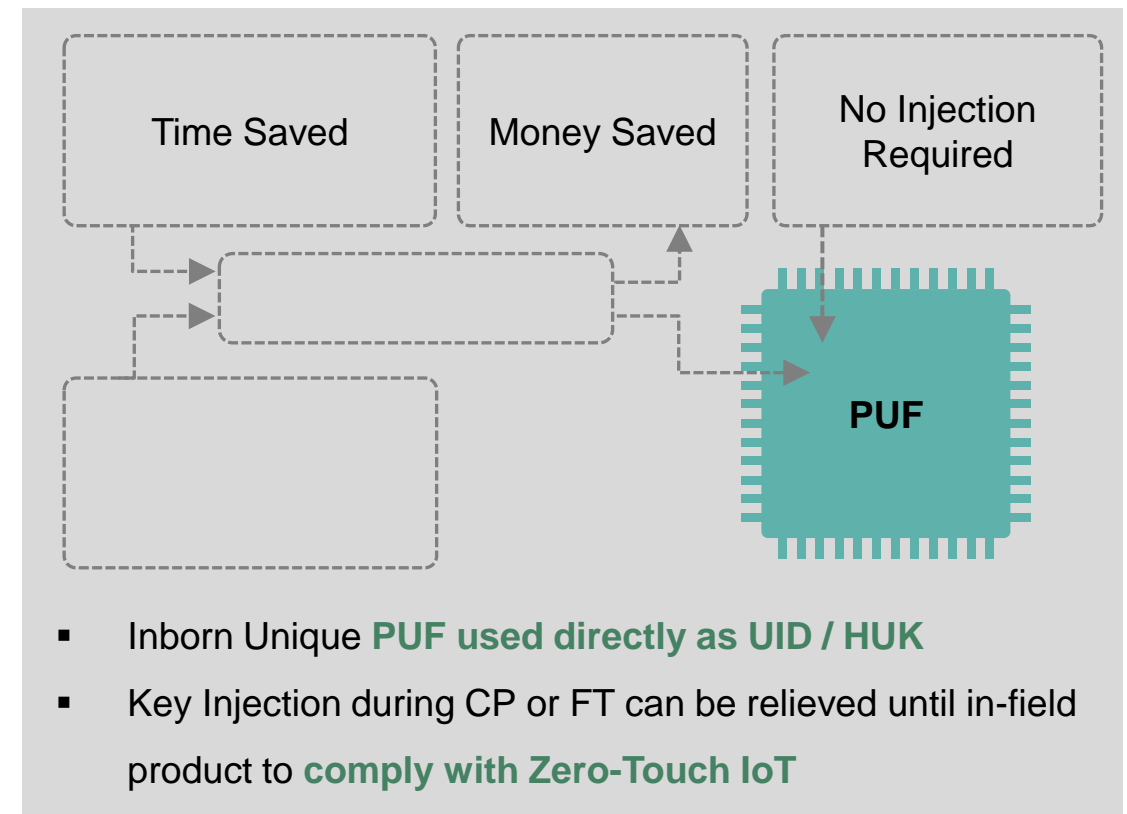 Time Saved
Money Saved
No Injection
Required
PUF
▪ Inborn Unique PUF used directly as UID / HUK
▪ Key Injection during CP or FT can be relieved until in-field
product to comply with Zero-Touch IoT